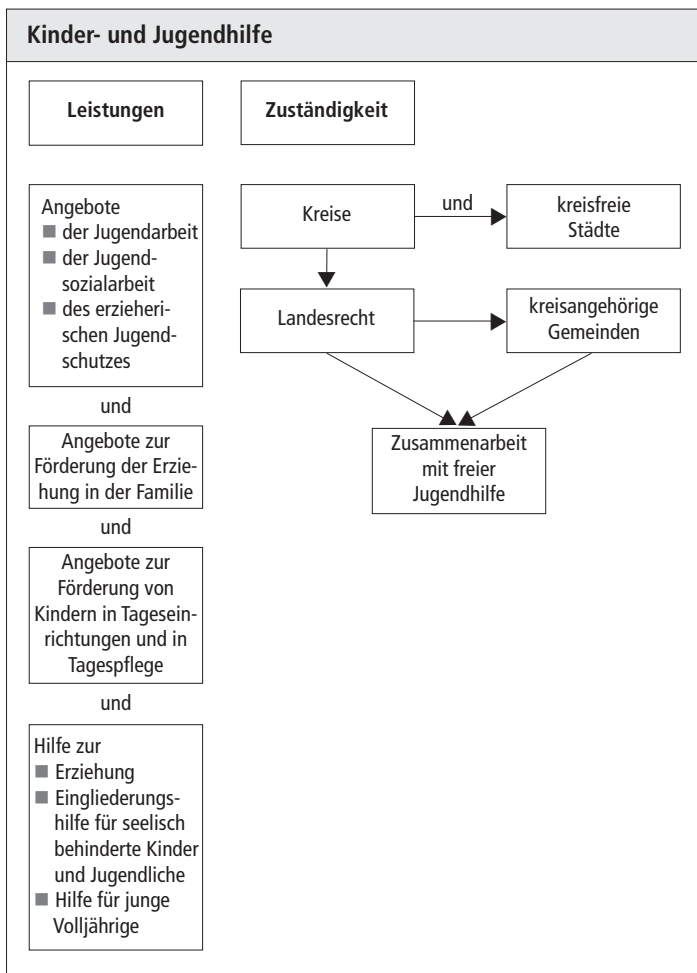 Kinder- und Jugendhilfe
Leistungen
Zuständigkeit
Angebote
■ der Jugendarbeit
■ der Jugend-
sozialarbeit
■ des erzieheri-
schen Jugend-
schutzes
und
Angebote zur
Förderung der Erzie-
hung in der Familie
und
Angebote zur
Förderung von
Kindern in Tagesein-
richtungen und in
Tagespflege
und
Hilfe zur
■ Erziehung
■ Eingliederungs-
hilfe für seelisch
behinderte Kinder
und Jugendliche
■ Hilfe für junge
Volljährige
Kreise
und
kreisfreie
Städte
Landesrecht
kreisangehörige
Gemeinden
Zusammenarbeit
mit freier
Jugendhilfe